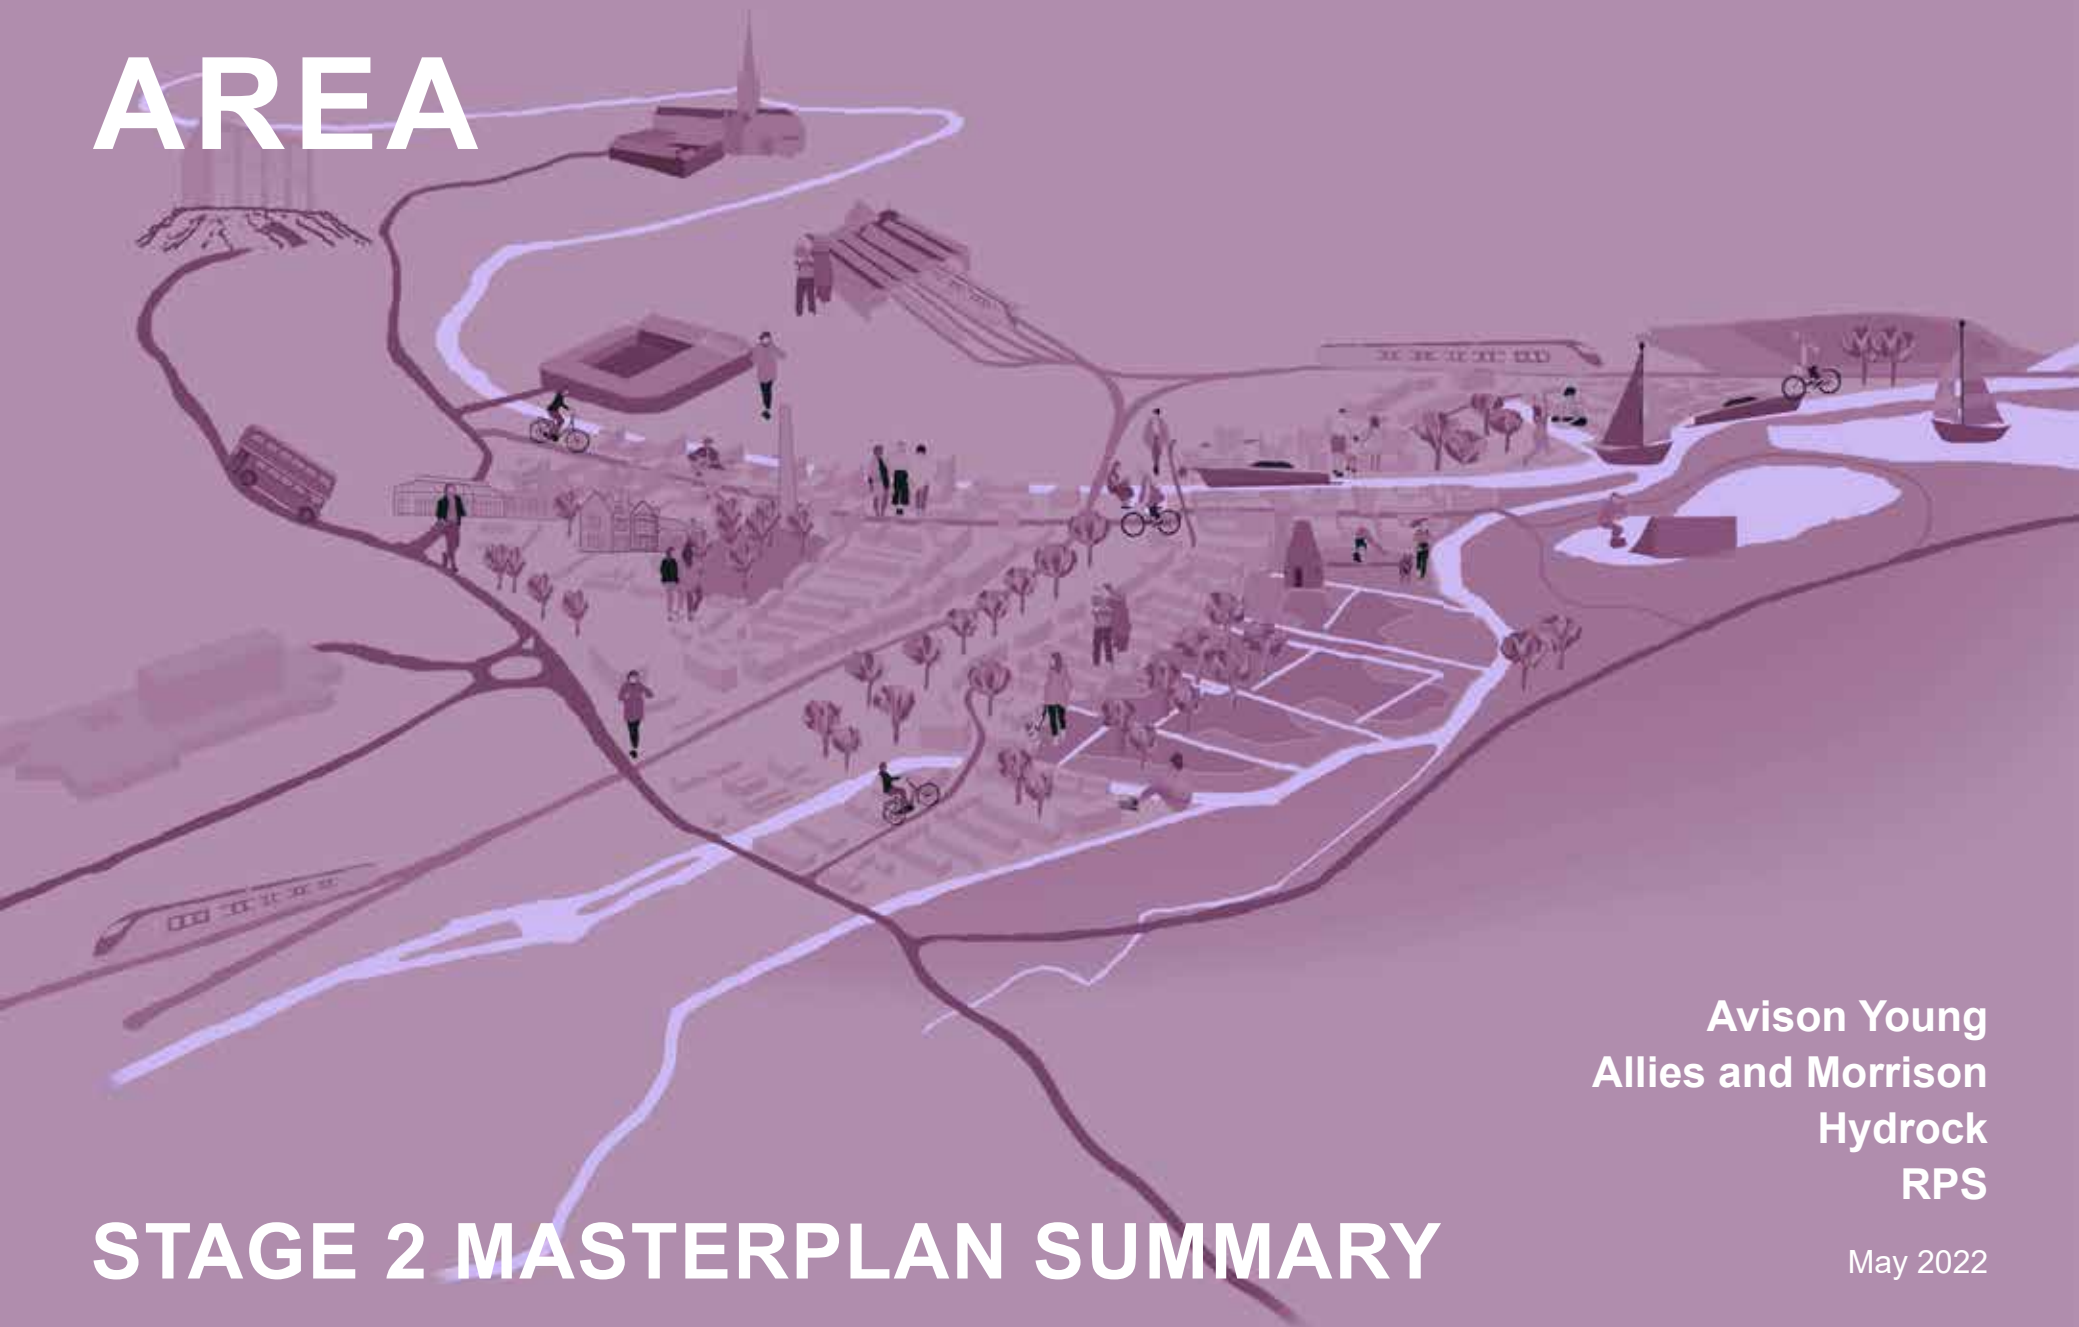 AREA
Avison Young
Allies and Morrison
Hydrock
RPS
STAGE 2 MASTERPLAN SUMMARY
May 2022